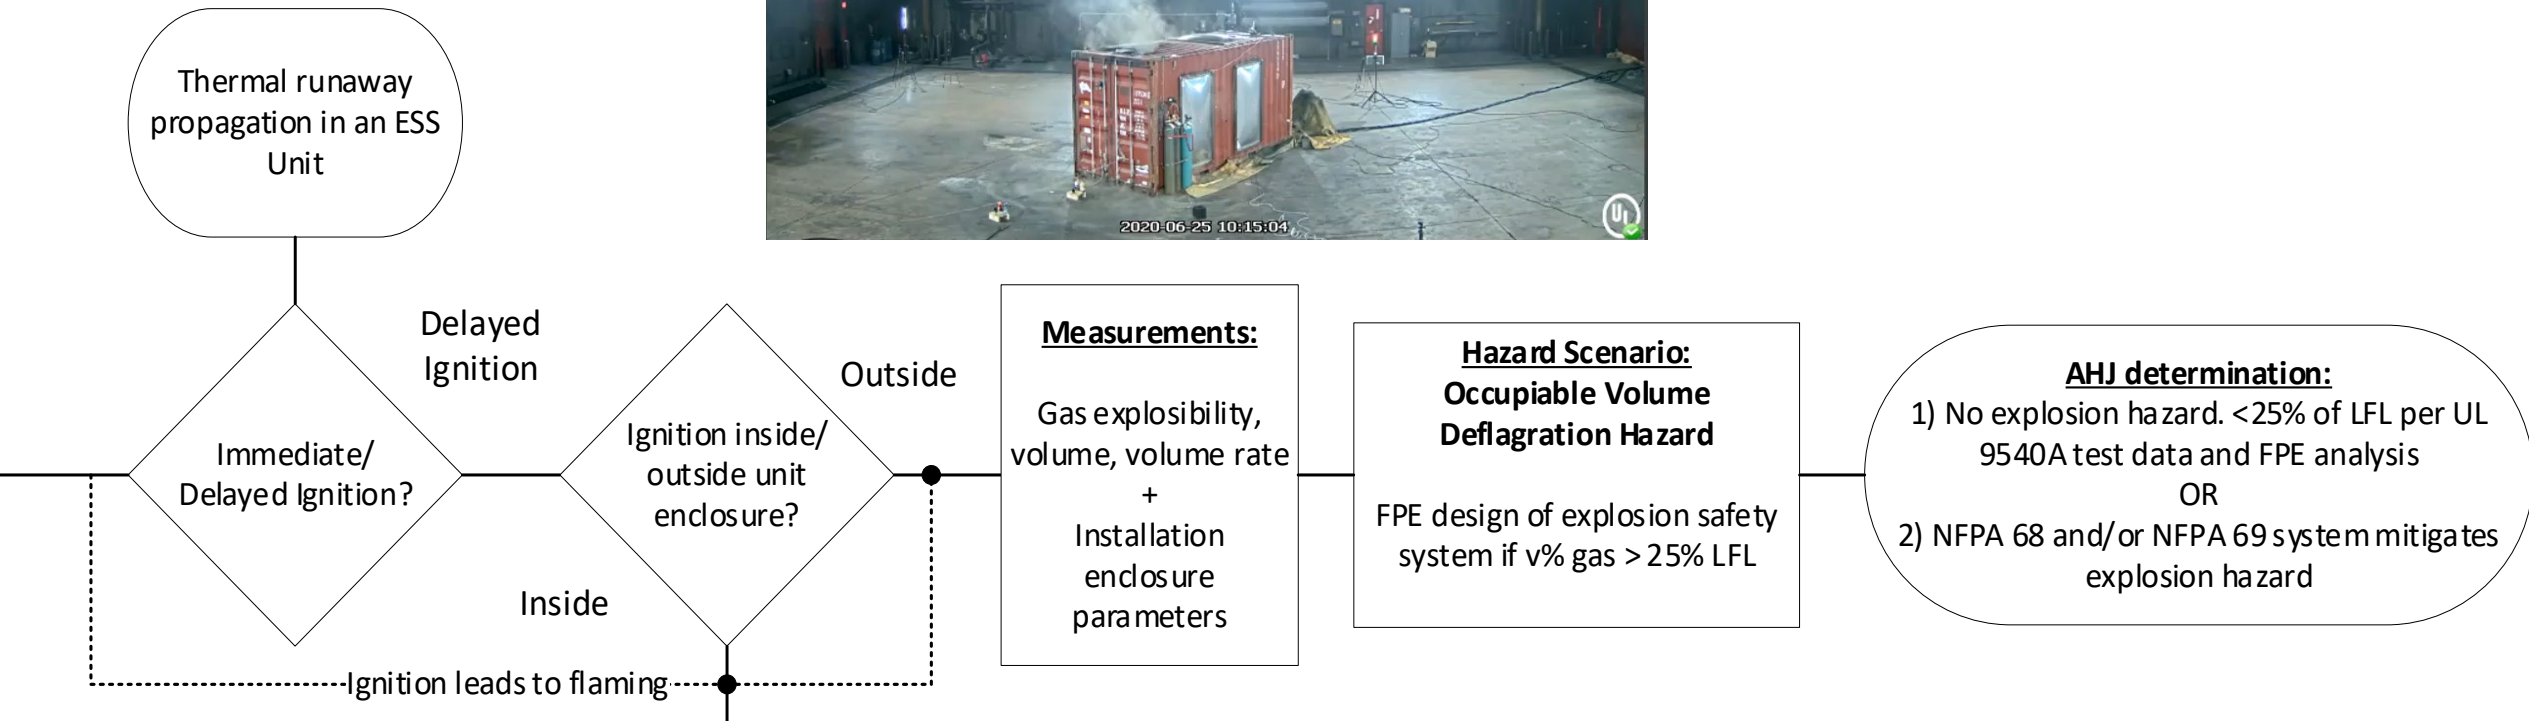 Thermal runaway
propagation in an ESS
Unit
2020-06-25 10:15:04
UL
Delayed
Ignition
Immediate/
Delayed Ignition?
Ignition inside/
outside unit
enclosure?
Outside
Inside
Ignition leads to flaming
Measurements:
Gas explosibility,
volume, volume rate
+
Installation
enclosure
parameters
Hazard Scenario:
Occupiable Volume
Deflagration Hazard
FPE design of explosion safety
system if v% gas > 25% LFL
AHJ determination:
1) No explosion hazard. <25% of LFL per UL
9540A test data and FPE analysis
OR
2) NFPA 68 and/or NFPA 69 system mitigates
explosion hazard